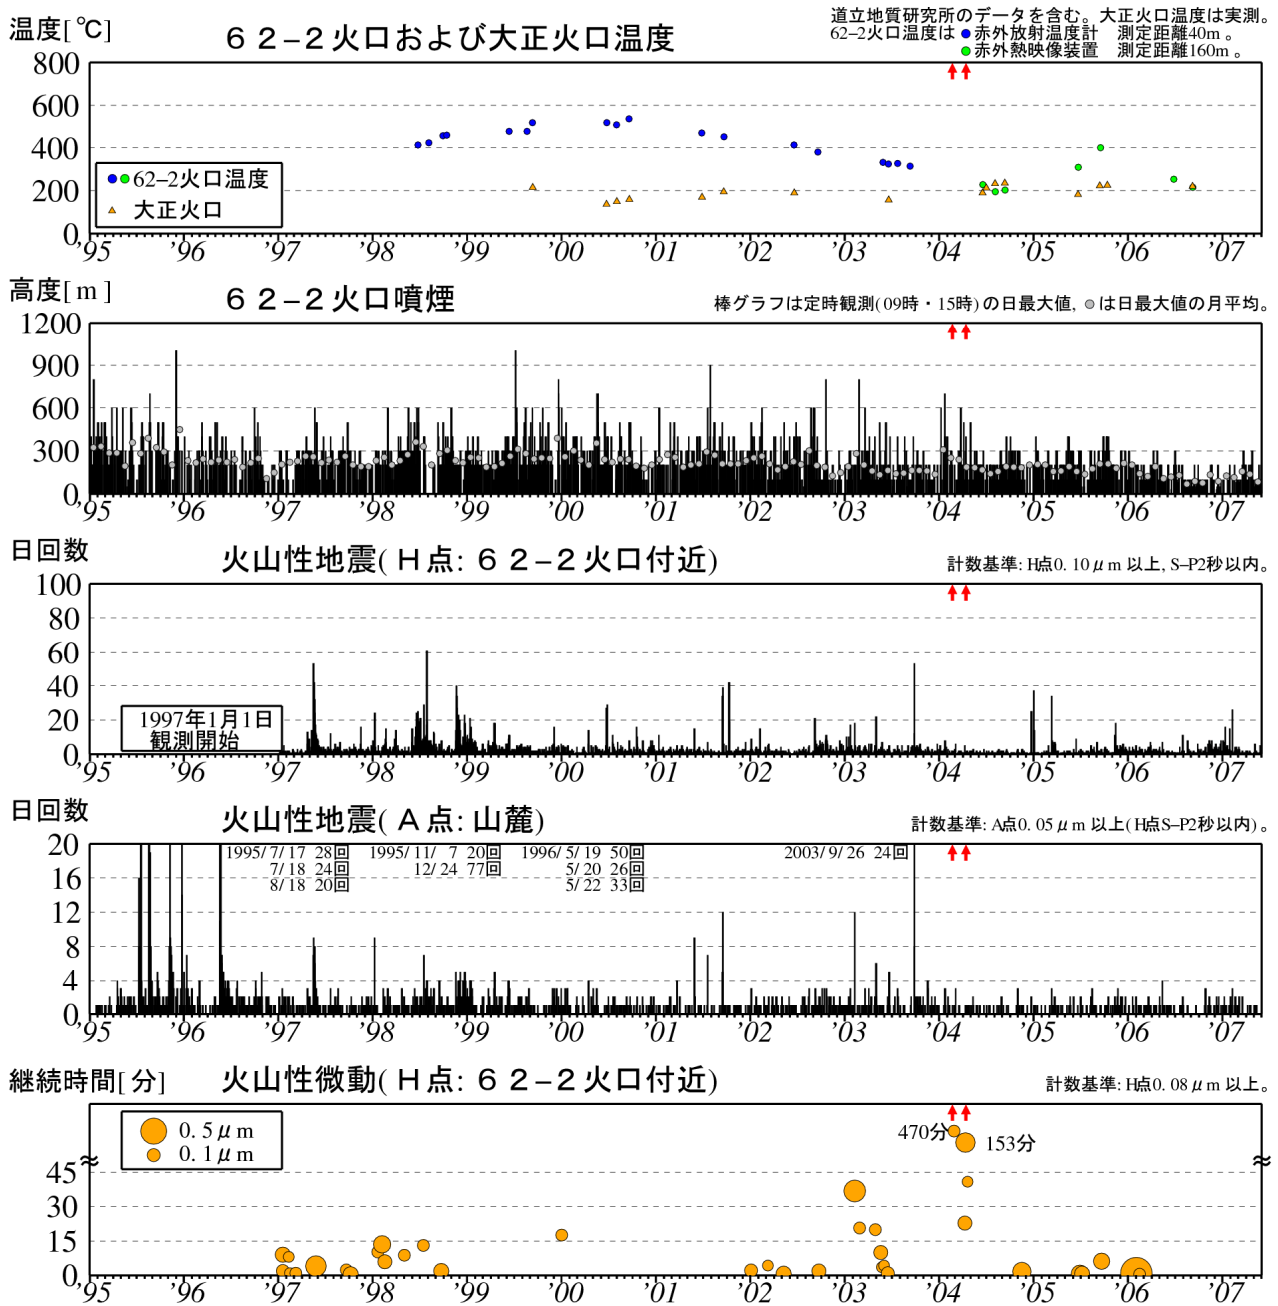 道立地質研究所のデータを含む。大正火口温度は実測。
温度[℃]
６２−２火口および大正火口温度
62−2火口温度は ●赤外放射温度計　測定距離40m。
●赤外熱映像装置　測定距離160m。
800
600
400
200
0
62−2火口温度
大正火口
'95 '96 '97 '98 '99 '00 '01 '02 '03 '04 '05 '06 '07
高度[m]
６２−２火口噴煙
棒グラフは定時観測(09時・15時)の日最大値, ●は日最大値の月平均。
1200
900
600
300
0
'95 '96 '97 '98 '99 '00 '01 '02 '03 '04 '05 '06 '07
日回数
火山性地震(Ｈ点:６２−２火口付近)
計数基準:H点0.10μm以上,S−P2秒以内。
100
80
60
40
20
0
1997年1月1日
観測開始
'95 '96 '97 '98 '99 '00 '01 '02 '03 '04 '05 '06 '07
日回数
火山性地震(Ａ点:山麓)
計数基準:A点0.05μm以上(H点S−P2秒以内)。
20
16
12
8
4
0
1995/7/17 28回 1995/11/ 7 20回 1996/5/19 50回 2003/9/26 24回
7/18 24回 12/24 77回 5/20 26回
8/18 20回 5/22 33回
'95 '96 '97 '98 '99 '00 '01 '02 '03 '04 '05 '06 '07
継続時間[分]
火山性微動(Ｈ点:６２−２火口付近)
計数基準:H点0.08μm以上。
0.5μm
0.1μm
470分
153分
45
30
15
0
'95 '96 '97 '98 '99 '00 '01 '02 '03 '04 '05 '06 '07